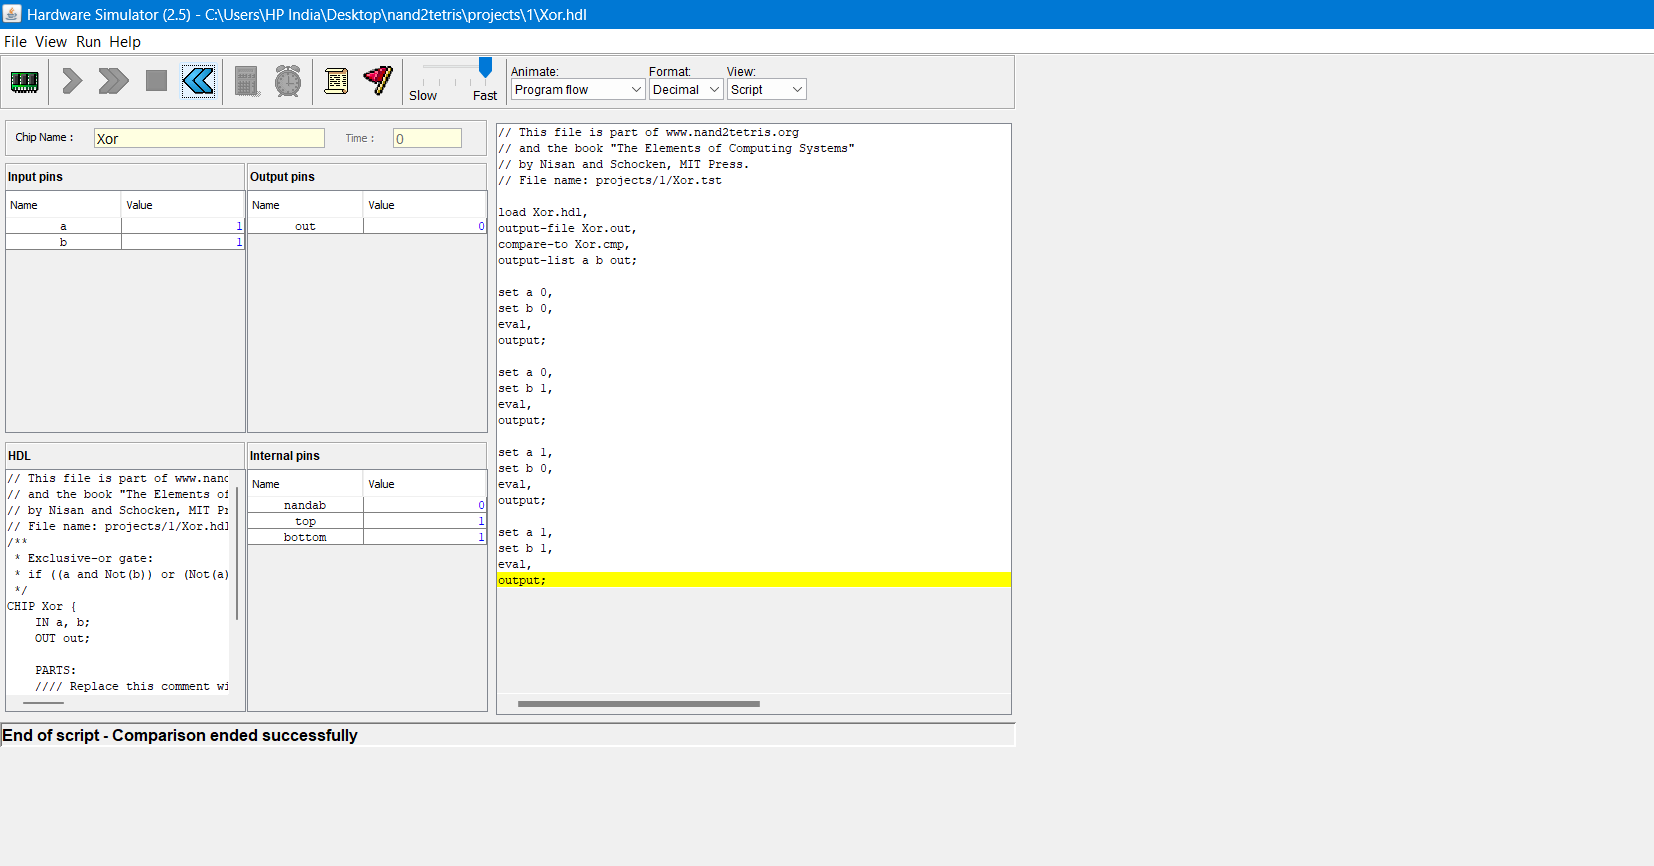 Hardware Simulator (2.5) - C:\Users\HP India\Desktop\nand2tetris\projects\1\Xor.hdl
File View Run Help
Slow Fast
Animate: Format: View:
Program flow Decimal Script
Chip Name : Xor Time : 0
Input pins
Name Value
a 1
b 1
Output pins
Name Value
out 0
HDL
// This file is part of www.nand
// and the book "The Elements of
// by Nisan and Schocken, MIT Pr
// File name: projects/1/Xor.hdl
/**
* Exclusive-or gate:
* if ((a and Not(b)) or (Not(a)
*/
CHIP Xor {
IN a, b;
OUT out;
PARTS:
//// Replace this comment wi
Internal pins
Name Value
nandab 0
top 1
bottom 1
// This file is part of www.nand2tetris.org
// and the book "The Elements of Computing Systems"
// by Nisan and Schocken, MIT Press.
// File name: projects/1/Xor.tst
load Xor.hdl,
output-file Xor.out,
compare-to Xor.cmp,
output-list a b out;
set a 0,
set b 0,
eval,
output;
set a 0,
set b 1,
eval,
output;
set a 1,
set b 0,
eval,
output;
set a 1,
set b 1,
eval,
output;
End of script - Comparison ended successfully